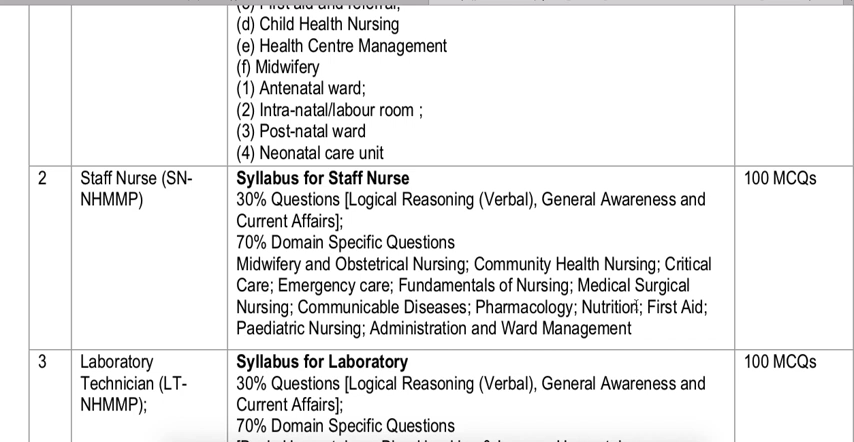 (c) First aid and referral;
(d) Child Health Nursing
(e) Health Centre Management
(f) Midwifery
(1) Antenatal ward;
(2) Intra-natal/labour room ;
(3) Post-natal ward
(4) Neonatal care unit
2
Staff Nurse (SN-
NHMMP)
Syllabus for Staff Nurse
30% Questions [Logical Reasoning (Verbal), General Awareness and
Current Affairs];
70% Domain Specific Questions
Midwifery and Obstetrical Nursing; Community Health Nursing; Critical
Care; Emergency care; Fundamentals of Nursing; Medical Surgical
Nursing; Communicable Diseases; Pharmacology; Nutrition; First Aid;
Paediatric Nursing; Administration and Ward Management
100 MCQs
3
Laboratory
Technician (LT-
NHMMP);
Syllabus for Laboratory
30% Questions [Logical Reasoning (Verbal), General Awareness and
Current Affairs];
70% Domain Specific Questions
100 MCQs